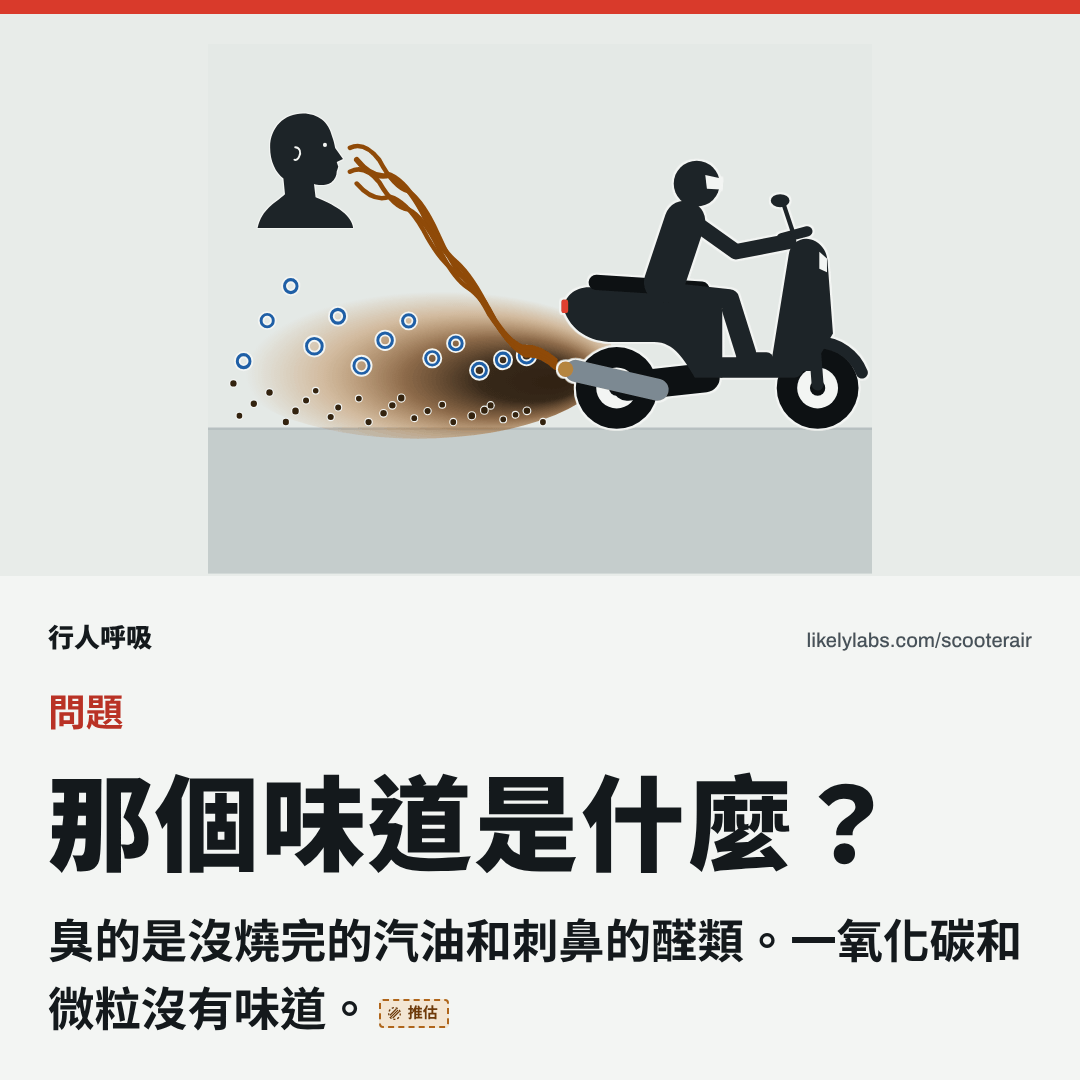 行人呼吸
likelylabs.com/scooterair
問題
那個味道是什麼？
臭的是沒燒完的汽油和刺鼻的醛類。一氧化碳和
微粒沒有味道。 推估